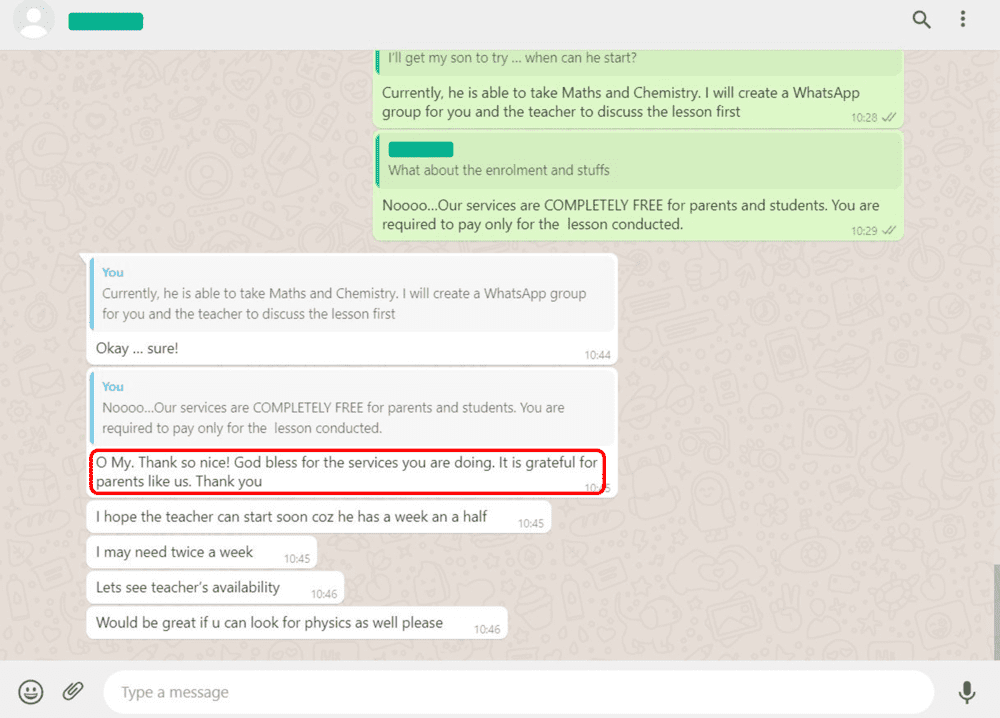 I'll get my son to try ... when can he start?
Currently, he is able to take Maths and Chemistry. I will create a WhatsApp
group for you and the teacher to discuss the lesson first
10:28
What about the enrolment and stuffs
Noooo...Our services are COMPLETELY FREE for parents and students. You are
required to pay only for the lesson conducted.
10:29
You
Currently, he is able to take Maths and Chemistry. I will create a WhatsApp group
for you and the teacher to discuss the lesson first
Okay ... sure!
10:44
You
Noooo...Our services are COMPLETELY FREE for parents and students. You are
required to pay only for the lesson conducted.
O My. Thank so nice! God bless for the services you are doing. It is grateful for
parents like us. Thank you
10:45
I hope the teacher can start soon coz he has a week an a half
10:45
I may need twice a week
10:45
Lets see teacher's availability
10:46
Would be great if u can look for physics as well please
10:46
Type a message